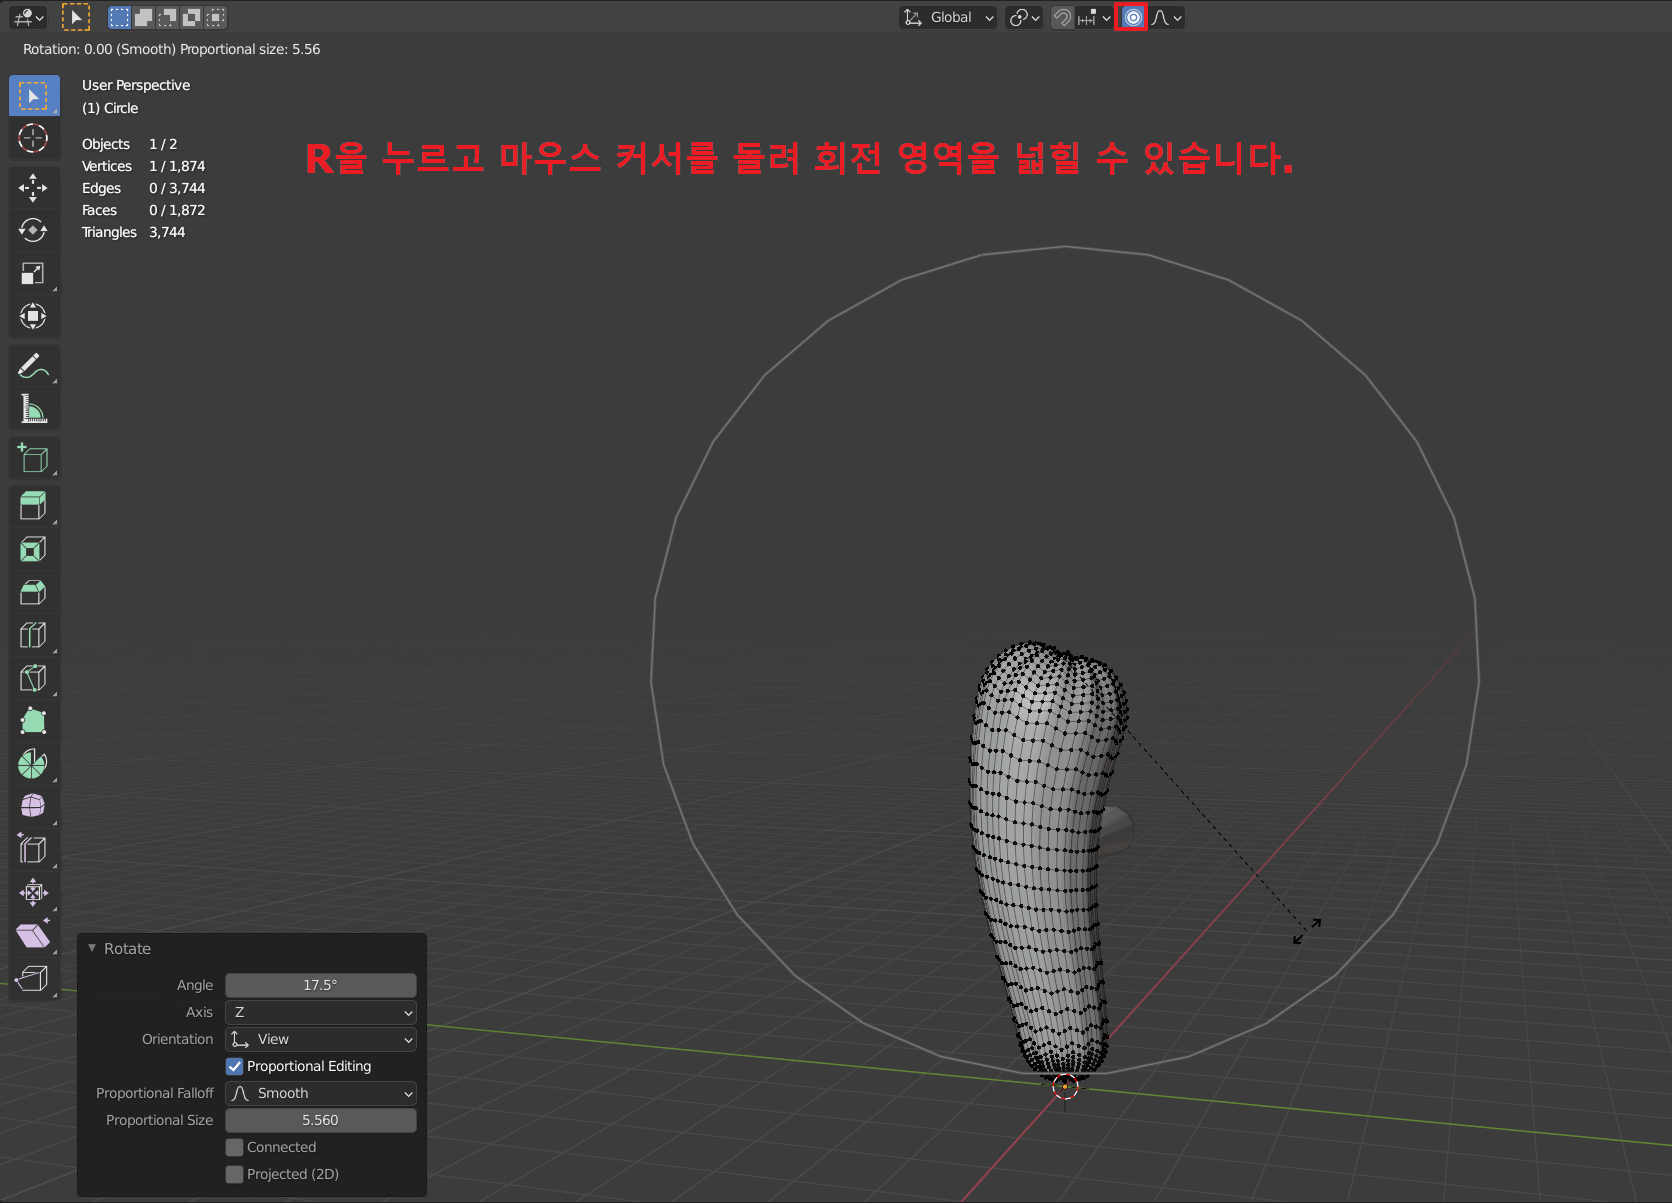 Global
Rotation: 0.00 (Smooth) Proportional size: 5.56
User Perspective
(1) Circle
Objects 1 / 2
Vertices 1 / 1,874
Edges 0 / 3,744
Faces 0 / 1,872
Triangles 3,744
R을 누르고 마우스 커서를 돌려 회전 영역을 넓힐 수 있습니다.
Rotate
Angle 17.5°
Axis Z
Orientation View
Proportional Editing
Proportional Falloff Smooth
Proportional Size 5.560
Connected
Projected (2D)